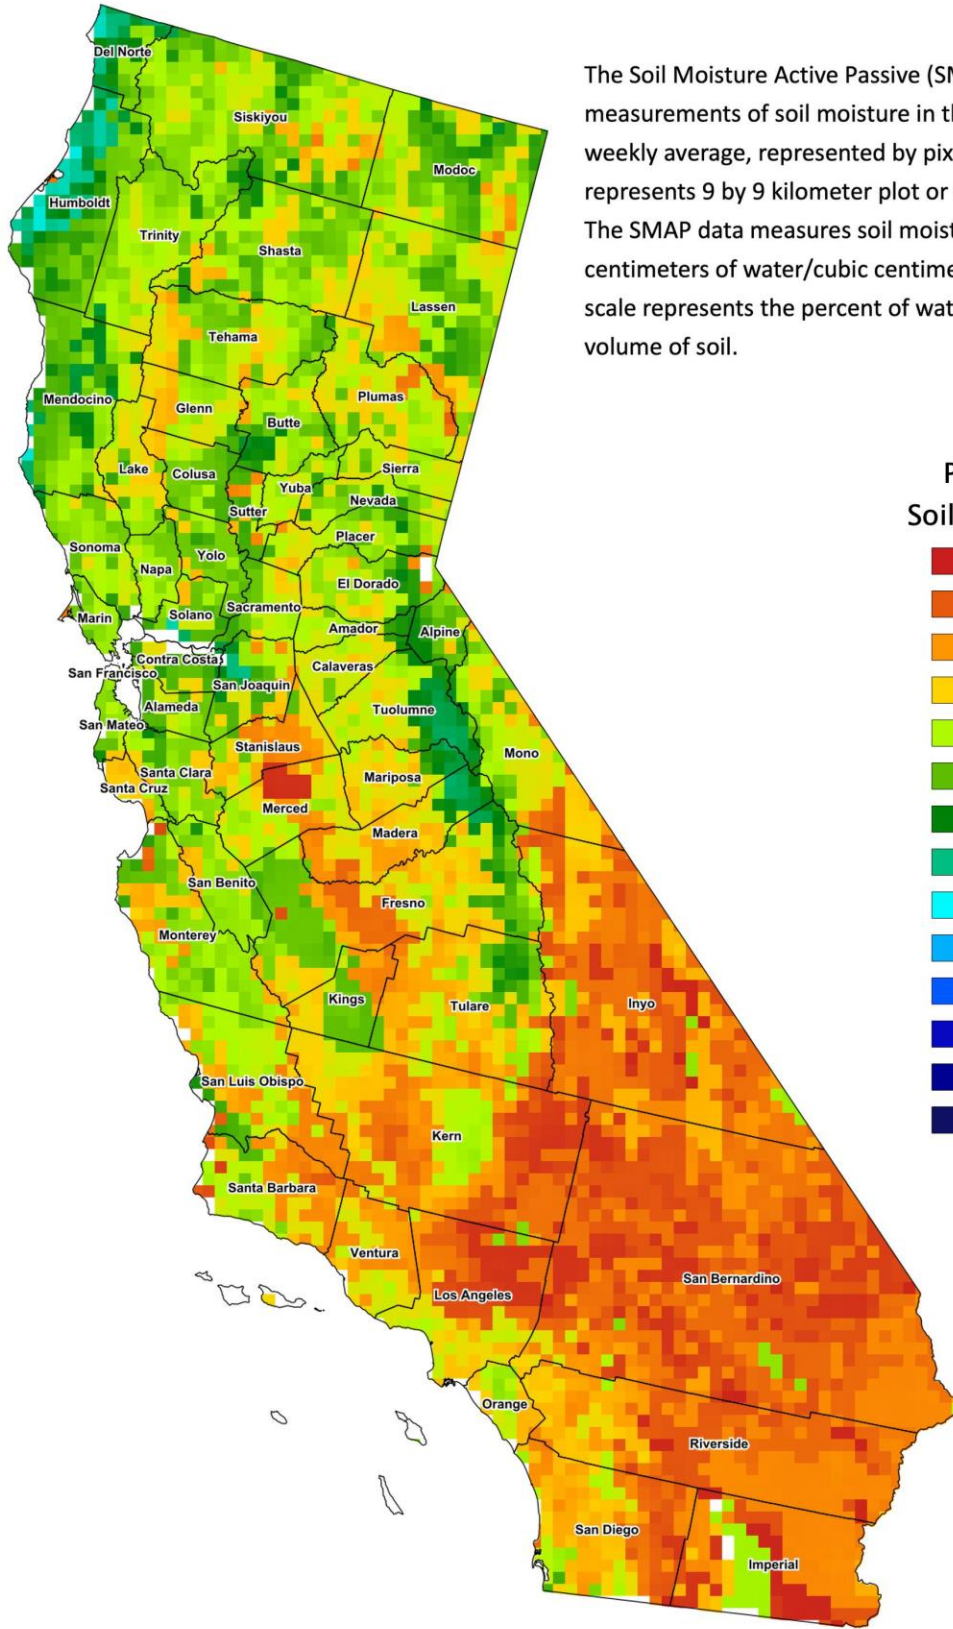 The Soil Moisture Active Passive (SM
measurements of soil moisture in th
weekly average, represented by pix
represents 9 by 9 kilometer plot or
The SMAP data measures soil moist
centimeters of water/cubic centime
scale represents the percent of wat
volume of soil.
P
Soil
Del Norte
Siskiyou
Modoc
Humboldt
Trinity
Shasta
Lassen
Tehama
Plumas
Mendocino
Glenn
Butte
Lake
Colusa
Sierra
Yuba
Nevada
Sutter
Placer
Sonoma
Yolo
Napa
El Dorado
Sacramento
Marin
Solano
Amador
Alpine
Contra Costa
Calaveras
San Francisco
San Joaquin
Alameda
Tuolumne
San Mateo
Stanislaus
Mono
Santa Clara
Mariposa
Santa Cruz
Merced
Madera
San Benito
Fresno
Monterey
Kings
Tulare
Inyo
San Luis Obispo
Kern
Santa Barbara
Ventura
San Bernardino
Los Angeles
Orange
Riverside
San Diego
Imperial